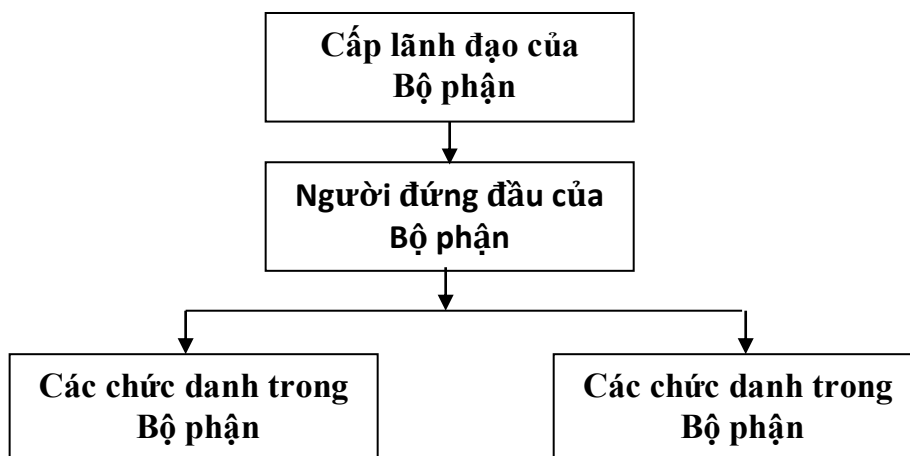 Cấp lãnh đạo của
Bộ phận
Người đứng đầu của
Bộ phận
Các chức danh trong
Bộ phận
Các chức danh trong
Bộ phận